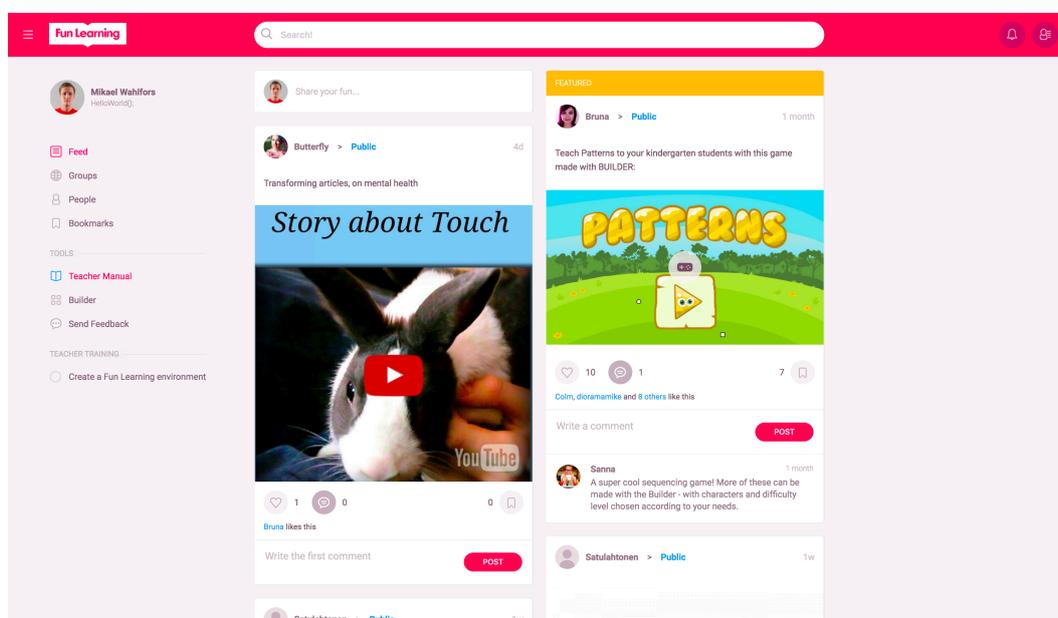 Fun Learning
Search!
Mikael Wahlfors
HelloWorld();
Feed
Groups
People
Bookmarks
TOOLS
Teacher Manual
Builder
Send Feedback
TEACHER TRAINING
Create a Fun Learning environment
Share your fun...
Butterfly > Public 4d
Transforming articles, on mental health
Story about Touch
YouTube
1 0 0
Bruna likes this
Write the first comment
POST
FEATURED
Bruna > Public 1 month
Teach Patterns to your kindergarten students with this game
made with BUILDER:
PATTERNS
10 1 7
Colm, dioramamike and 8 others like this
Write a comment
POST
Sanna 1 month
A super cool sequencing game! More of these can be
made with the Builder - with characters and difficulty
level chosen according to your needs.
Satulahtonen > Public 1w